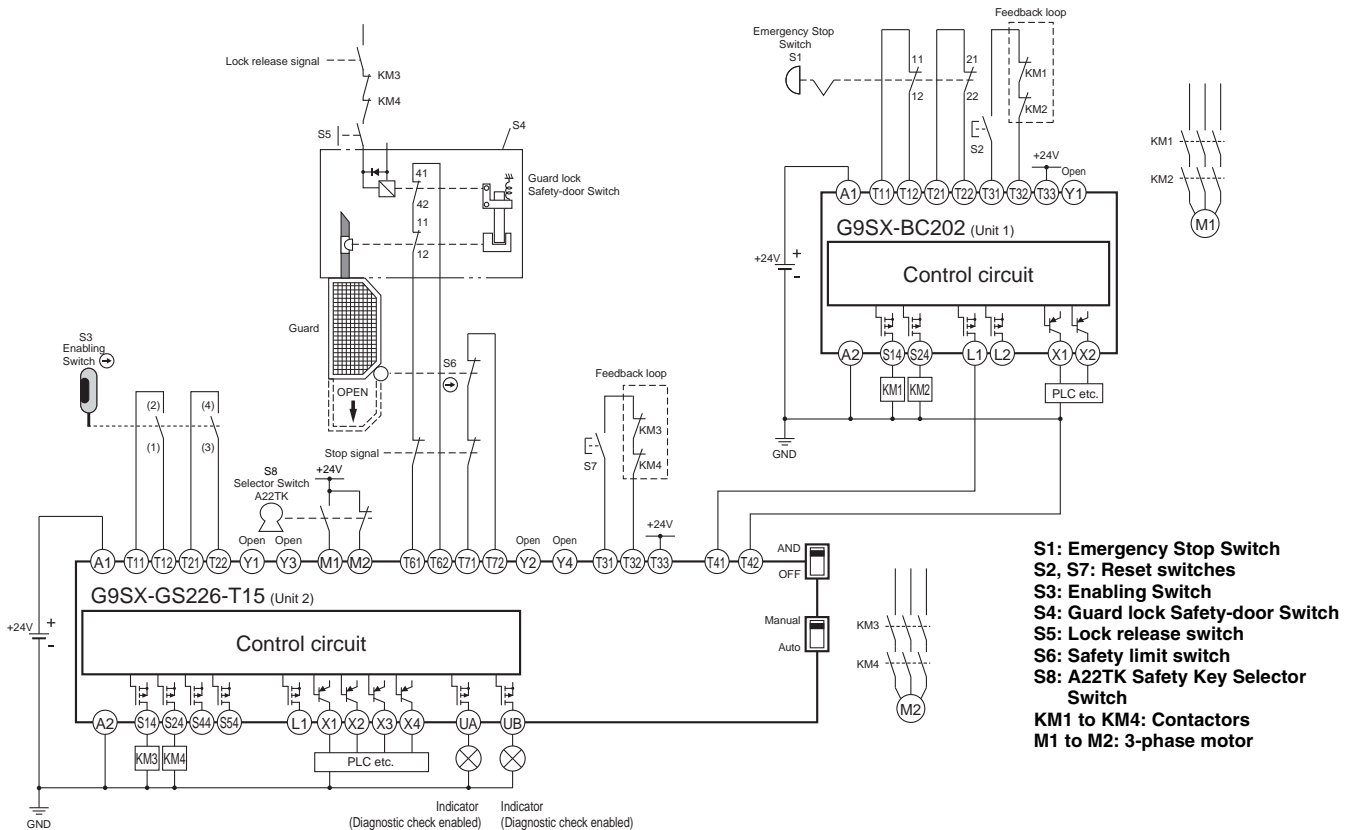 Feedback loop
Emergency Stop
Switch
S1
11
12
21
22
KM1
KM2
S2
+24V
Open
A1
T11
T12
T21
T22
T31
T32
T33
Y1
G9SX-BC202 (Unit 1)
Control circuit
+24V
+
-
A2
S14
S24
L1
L2
X1
X2
KM1
KM2
PLC etc.
GND
KM1
KM2
M1
Lock release signal
KM3
KM4
S5
S4
41
42
11
12
Guard lock
Safety-door Switch
Guard
OPEN
S3
Enabling
Switch
(2)
(1)
(4)
(3)
S6
Stop signal
S8
Selector Switch
A22TK
+24V
Feedback loop
KM3
KM4
S7
+24V
Open
Open
Open
Open
A1
T11
T12
T21
T22
Y1
Y3
M1
M2
T61
T62
T71
T72
Y2
Y4
T31
T32
T33
T41
T42
AND
OFF
Manual
Auto
G9SX-GS226-T15 (Unit 2)
Control circuit
+24V
+
-
A2
S14
S24
S44
S54
L1
X1
X2
X3
X4
UA
UB
KM3
KM4
PLC etc.
GND
Indicator
(Diagnostic check enabled)
Indicator
(Diagnostic check enabled)
KM3
KM4
M2
S1: Emergency Stop Switch
S2, S7: Reset switches
S3: Enabling Switch
S4: Guard lock Safety-door Switch
S5: Lock release switch
S6: Safety limit switch
S8: A22TK Safety Key Selector
Switch
KM1 to KM4: Contactors
M1 to M2: 3-phase motor